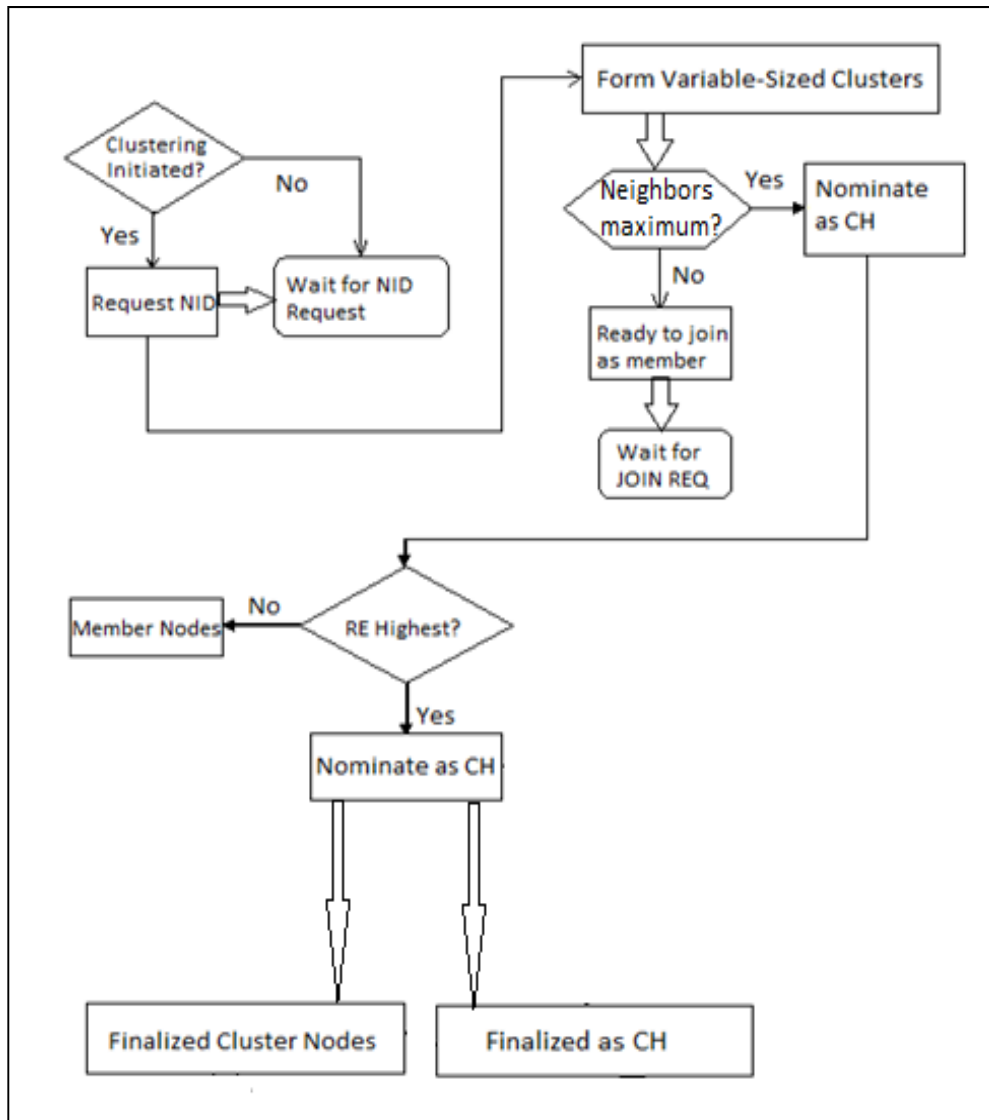 Form Variable-Sized Clusters
Clustering
Initiated?
No
Yes
Request NID
Wait for NID
Request
Neighbors
maximum?
Yes
Nominate
as CH
No
Ready to join
as member
Wait for
JOIN REQ
RE Highest?
No
Member Nodes
Yes
Nominate as CH
Finalized Cluster Nodes
Finalized as CH